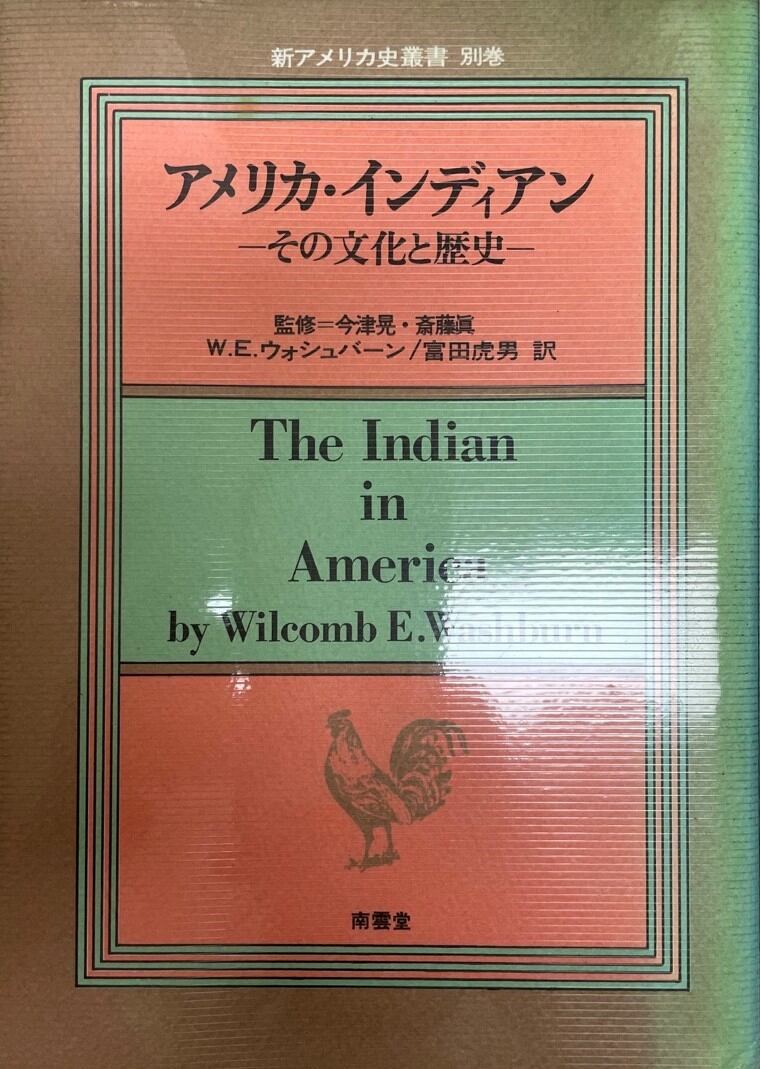 新アメリカ史叢書 別巻
アメリカ・インディアン
—その文化と歴史—
監修=今津晃・斎藤眞
W.E.ウォシュバーン/富田虎男 訳
The Indian
in
America
by Wilcomb E.Washburn
南雲堂